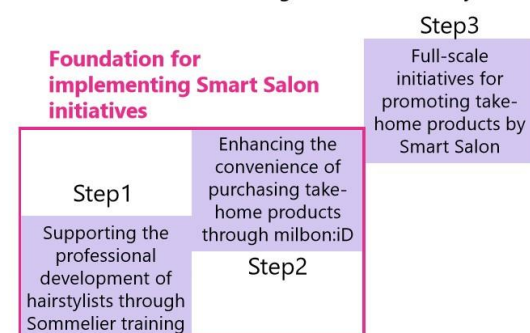 Step3
Full-scale
initiatives for
promoting take-
home products by
Smart Salon
Foundation for
implementing Smart Salon
initiatives
Enhancing the
convenience of
purchasing take-
home products
through milbon:iD
Step2
Step1
Supporting the
professional
development of
hairstylists through
Sommelier training